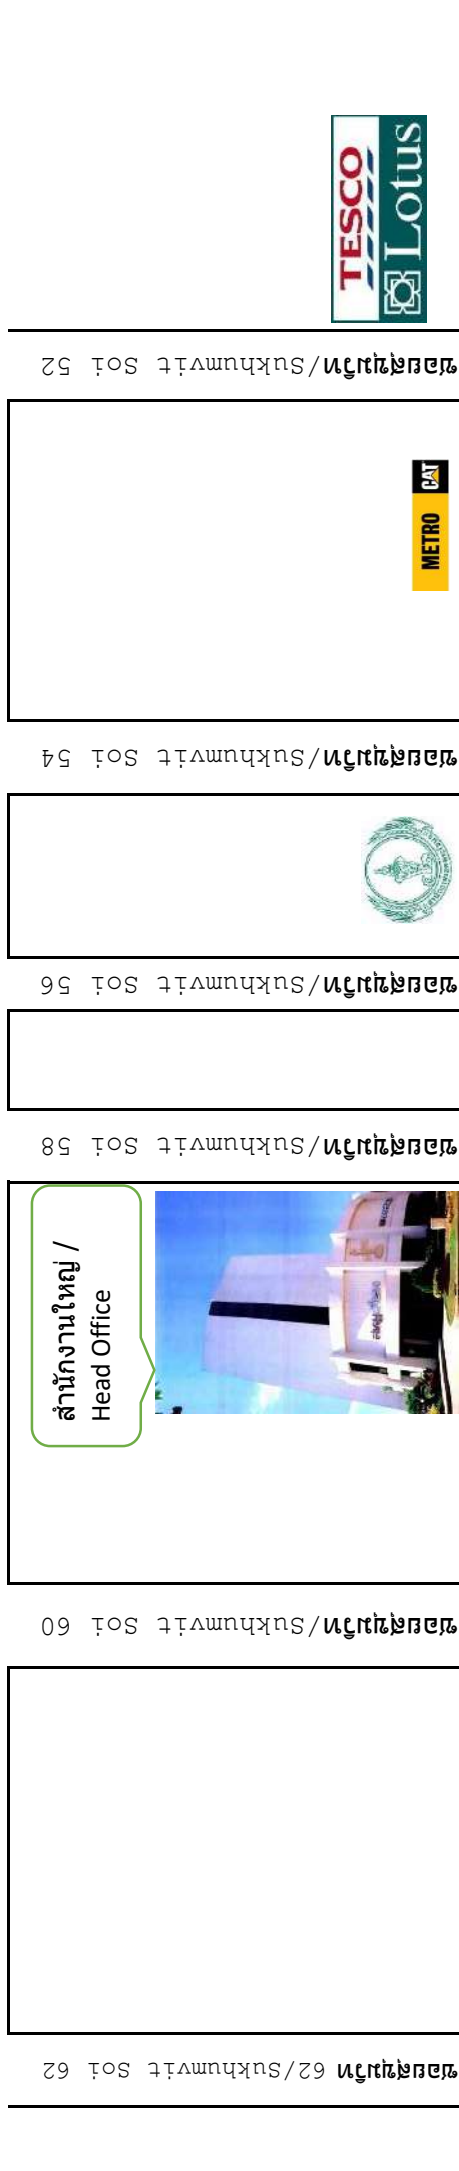 TESCO
Lotus
ซอยสุขุมวิท/Sukhumvit Soi 52
METRO CAT
ซอยสุขุมวิท/Sukhumvit Soi 54
ซอยสุขุมวิท/Sukhumvit Soi 56
ซอยสุขุมวิท/Sukhumvit Soi 58
สำนักงานใหญ่ /
Head Office
ซอยสุขุมวิท/Sukhumvit Soi 60
ซอยสุขุมวิท 62/Sukhumvit Soi 62